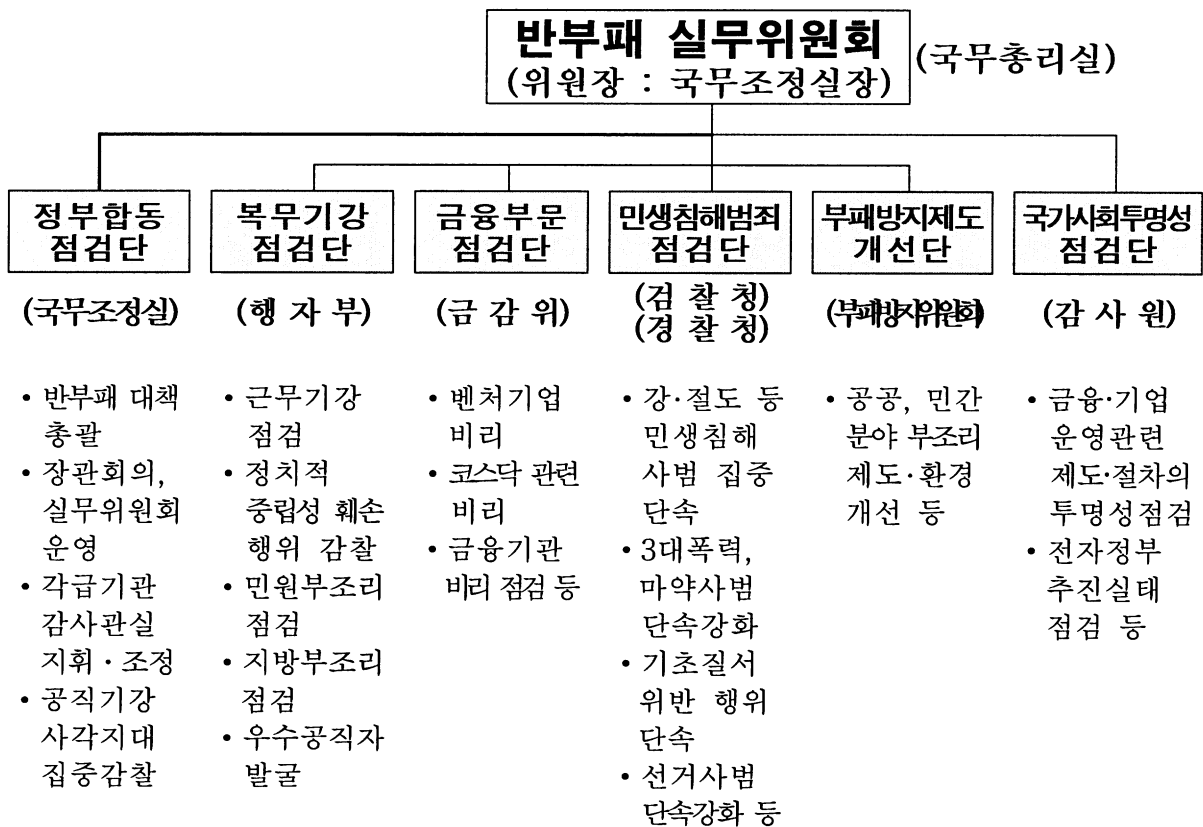 반부패 실무위원회
(위원장 : 국무조정실장)
(국무총리실)
정부합동
점검단
(국무조정실)
• 반부패 대책
총괄
• 장관회의,
실무위원회
운영
• 각급기관
감사관실
지휘 · 조정
• 공직기강
사각지대
집중감찰
복무기강
점검단
(행 자 부)
• 근무기강
점검
• 정치적
중립성 훼손
행위 감찰
• 민원부조리
점검
• 지방부조리
점검
• 우수공직자
발굴
금융부문
점검단
(금 감 위)
• 벤처기업
비리
• 코스닥 관련
비리
• 금융기관
비리 점검 등
민생침해범죄
점검단
(검 찰 청)
(경 찰 청)
• 강·절도 등
민생침해
사범 집중
단속
• 3대폭력,
마약사범
단속강화
• 기초질서
위반 행위
단속
• 선거사범
단속강화 등
부패방지제도
개선단
(부패방지위원회)
• 공공, 민간
분야 부조리
제도·환경
개선 등
국가사회투명성
점검단
(감 사 원)
• 금융·기업
운영관련
제도·절차의
투명성점검
• 전자정부
추진실태
점검 등